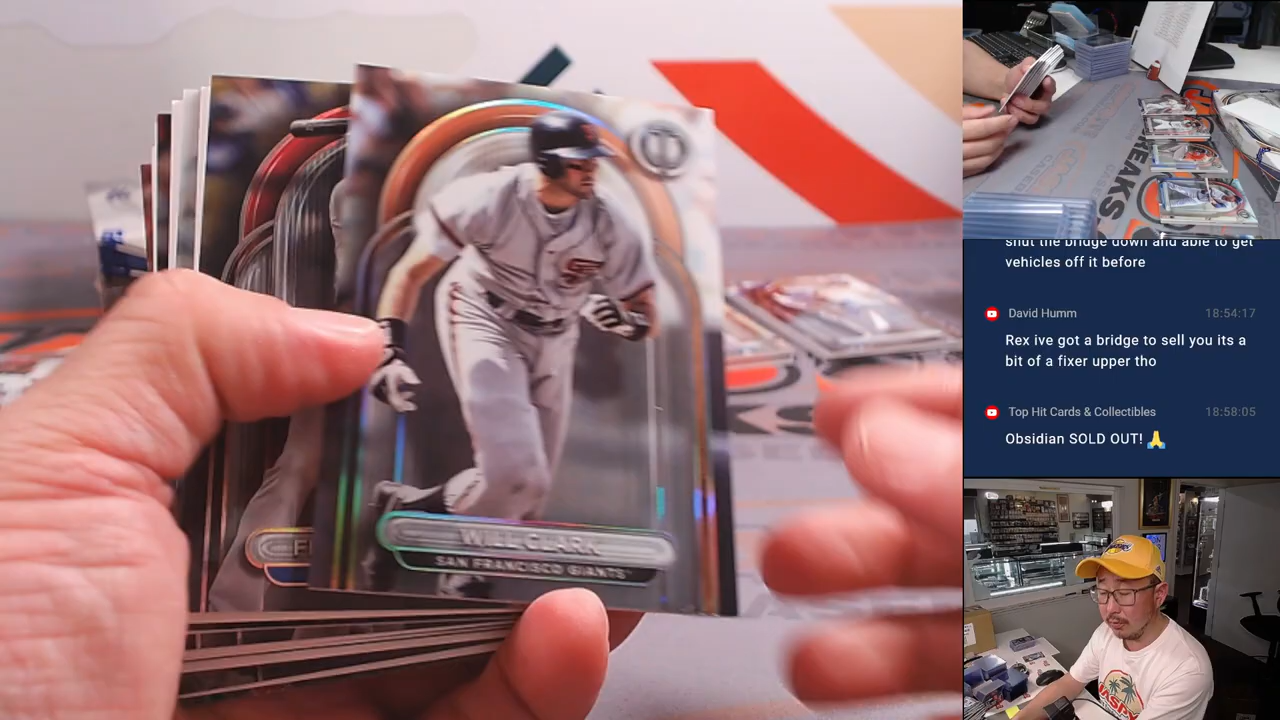 WILL CLARK
SAN FRANCISCO GIANTS
REAKS
shut the bridge down and able to get
vehicles off it before
David Humm 18:54:17
Rex ive got a bridge to sell you its a
bit of a fixer upper tho
Top Hit Cards & Collectibles 18:58:05
Obsidian SOLD OUT! 🙏